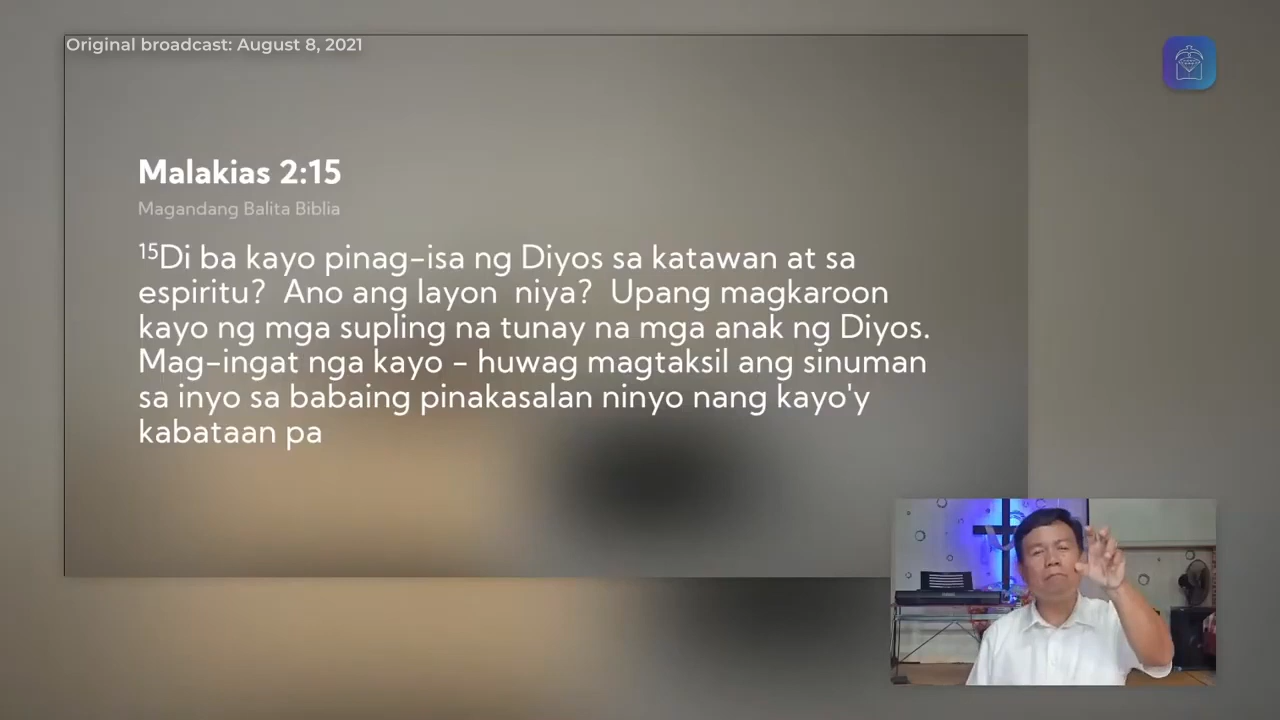 Original broadcast: August 8, 2021
Malakias 2:15
Magandang Balita Biblia
¹⁵Di ba kayo pinag-isa ng Diyos sa katawan at sa
espiritu?  Ano ang layon  niya?  Upang magkaroon
kayo ng mga supling na tunay na mga anak ng Diyos.
Mag-ingat nga kayo - huwag magtaksil ang sinuman
sa inyo sa babaing pinakasalan ninyo nang kayo'y
kabataan pa